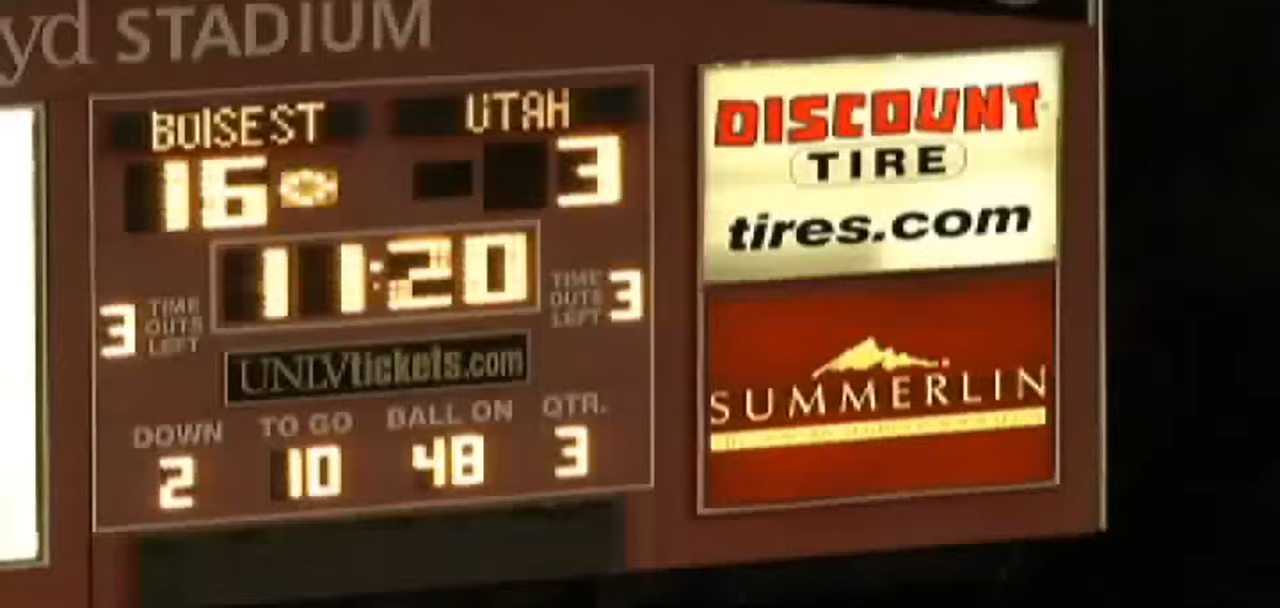 yd STADIUM
BOISE ST UTAH
16 3
11:20
3 TIME OUTS LEFT
TIME OUTS LEFT 3
UNLVtickets.com
DOWN TO GO BALL ON QTR.
2 10 48 3
DISCOUNT
TIRE
tires.com
SUMMERLIN